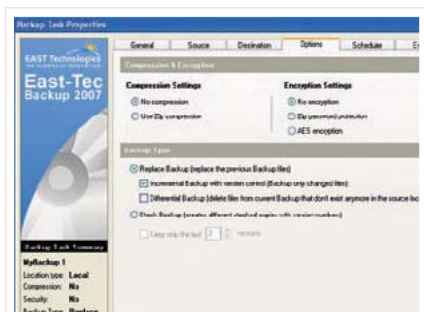 Backup Task Properties
General Source Destination Options Schedule
EAST Technologies
East-Tec
Backup 2007
Compression & Encryption
Compression Settings
Encryption Settings
No compression
No encryption
Use Zip compression
Zip password protection
AES encryption
Backup Type
Replace Backup (replace the previous Backup files)
Incremental Backup with version control (Backup only changed files)
Differential Backup (delete files from current Backup that don't exist anymore in the source loc
Stack Backup (creates different stacked copies with version numbers)
Keep only the last 3 versions
Backup Task Summary
MyBackup 1
Location type: Local
Compression: No
Security: No
Backup Type: Replace